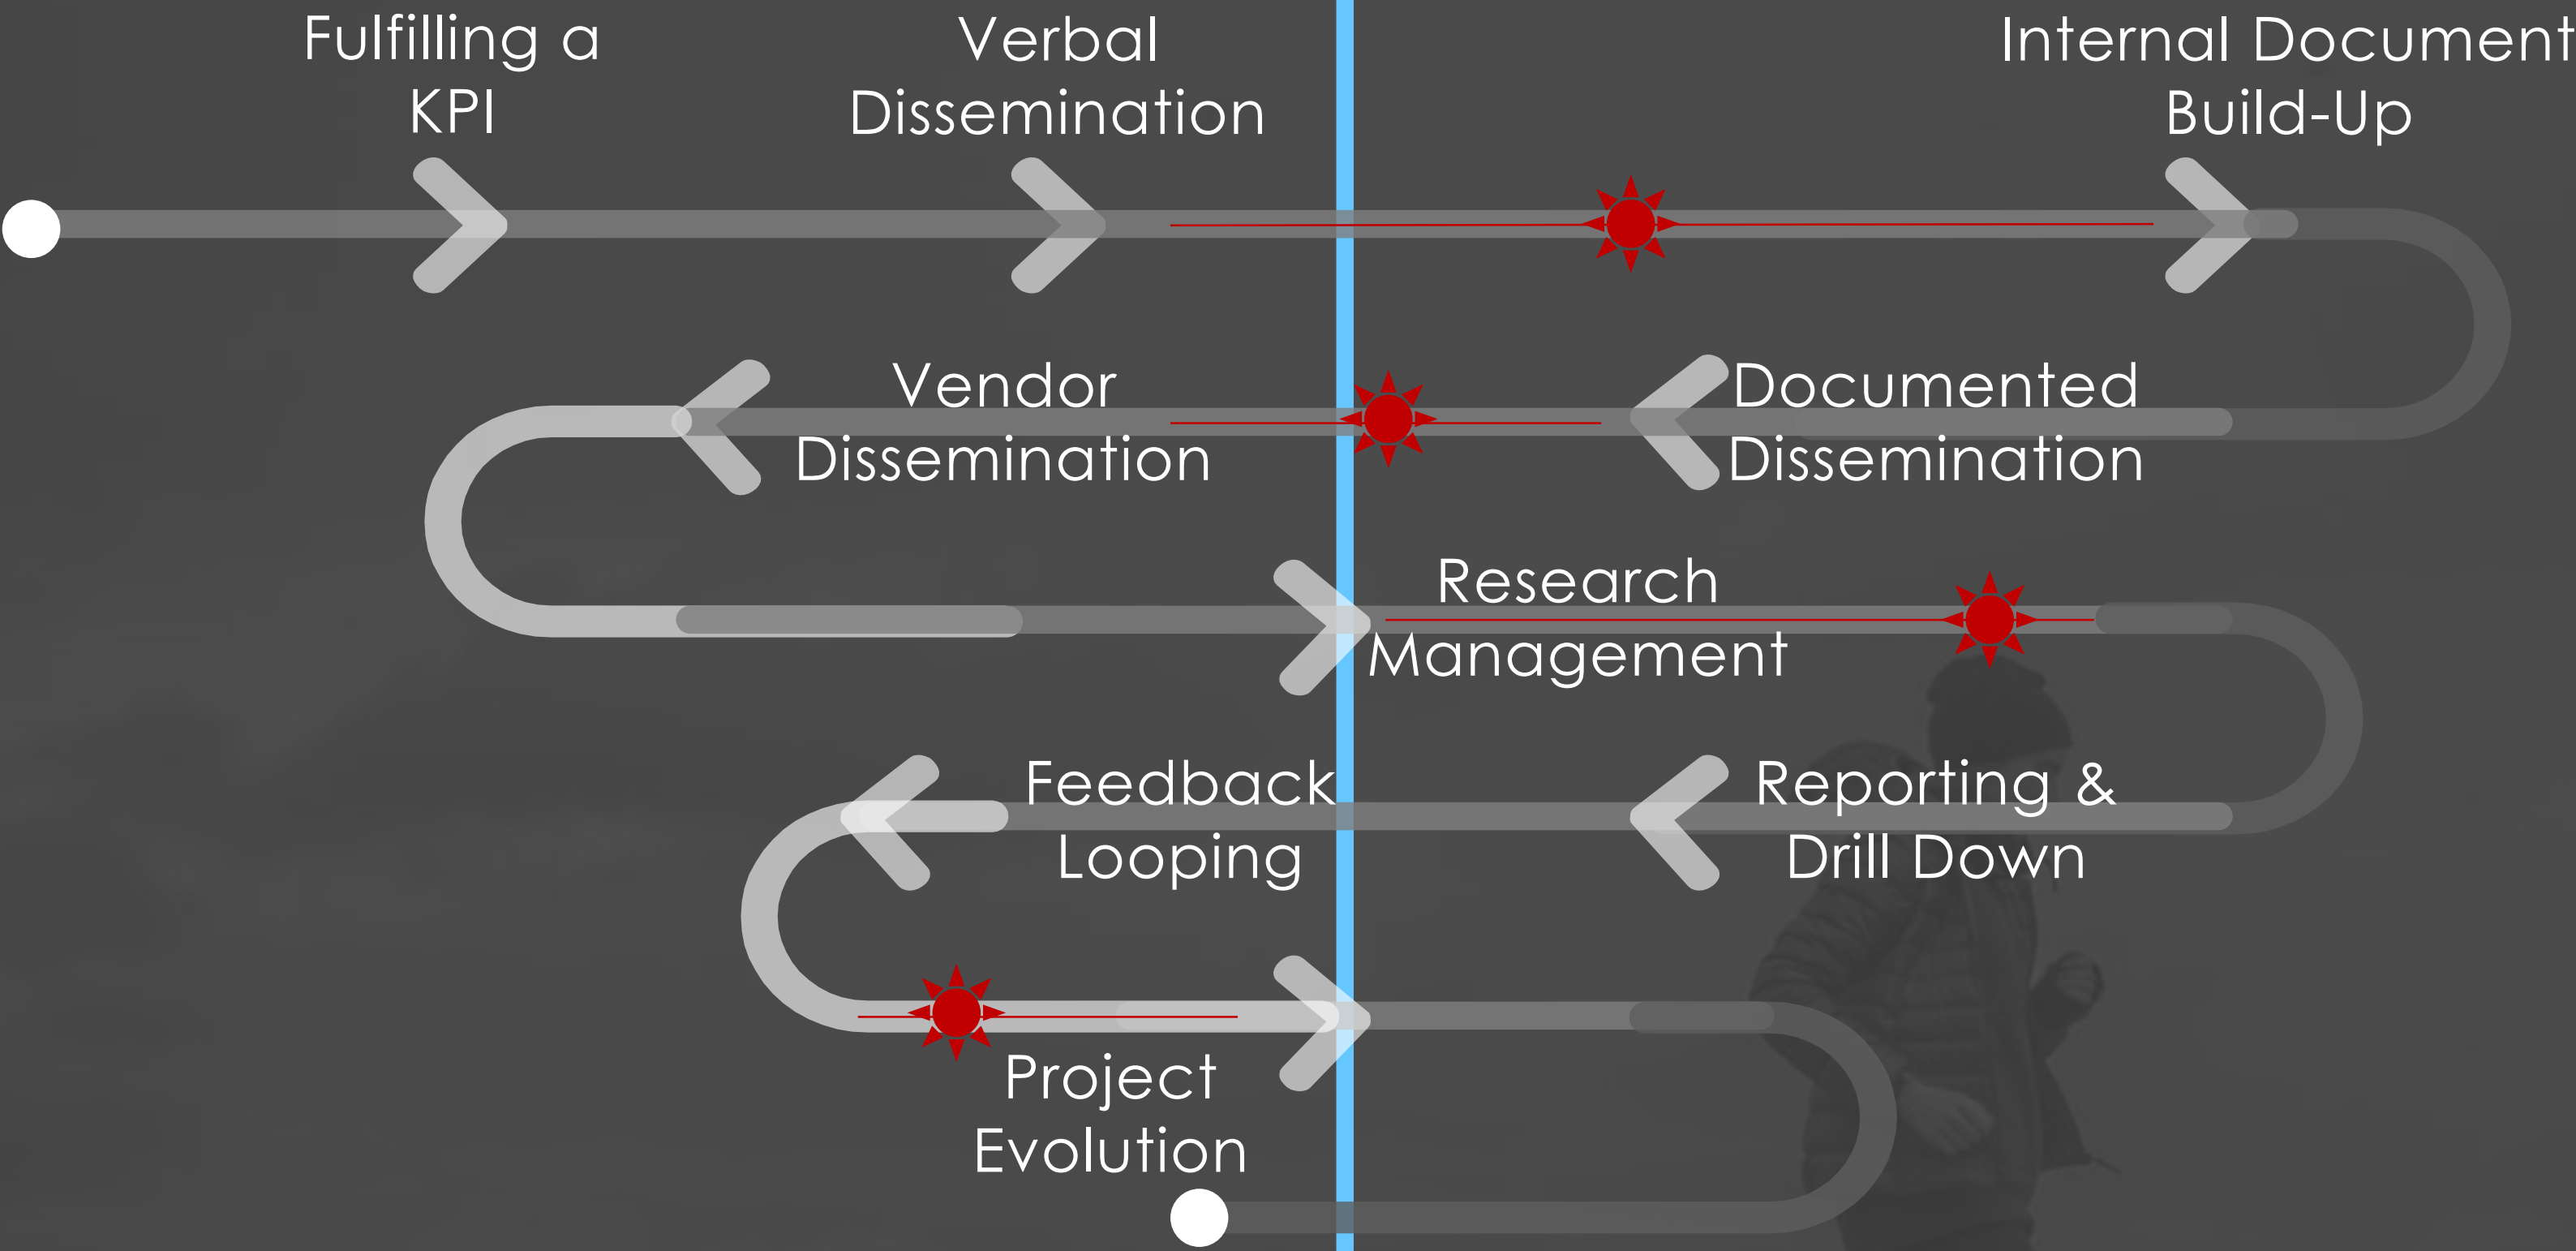 Fulfilling a
KPI
Verbal
Dissemination
Internal Document
Build-Up
Vendor
Dissemination
Documented
Dissemination
Research
Management
Feedback
Looping
Reporting &
Drill Down
Project
Evolution